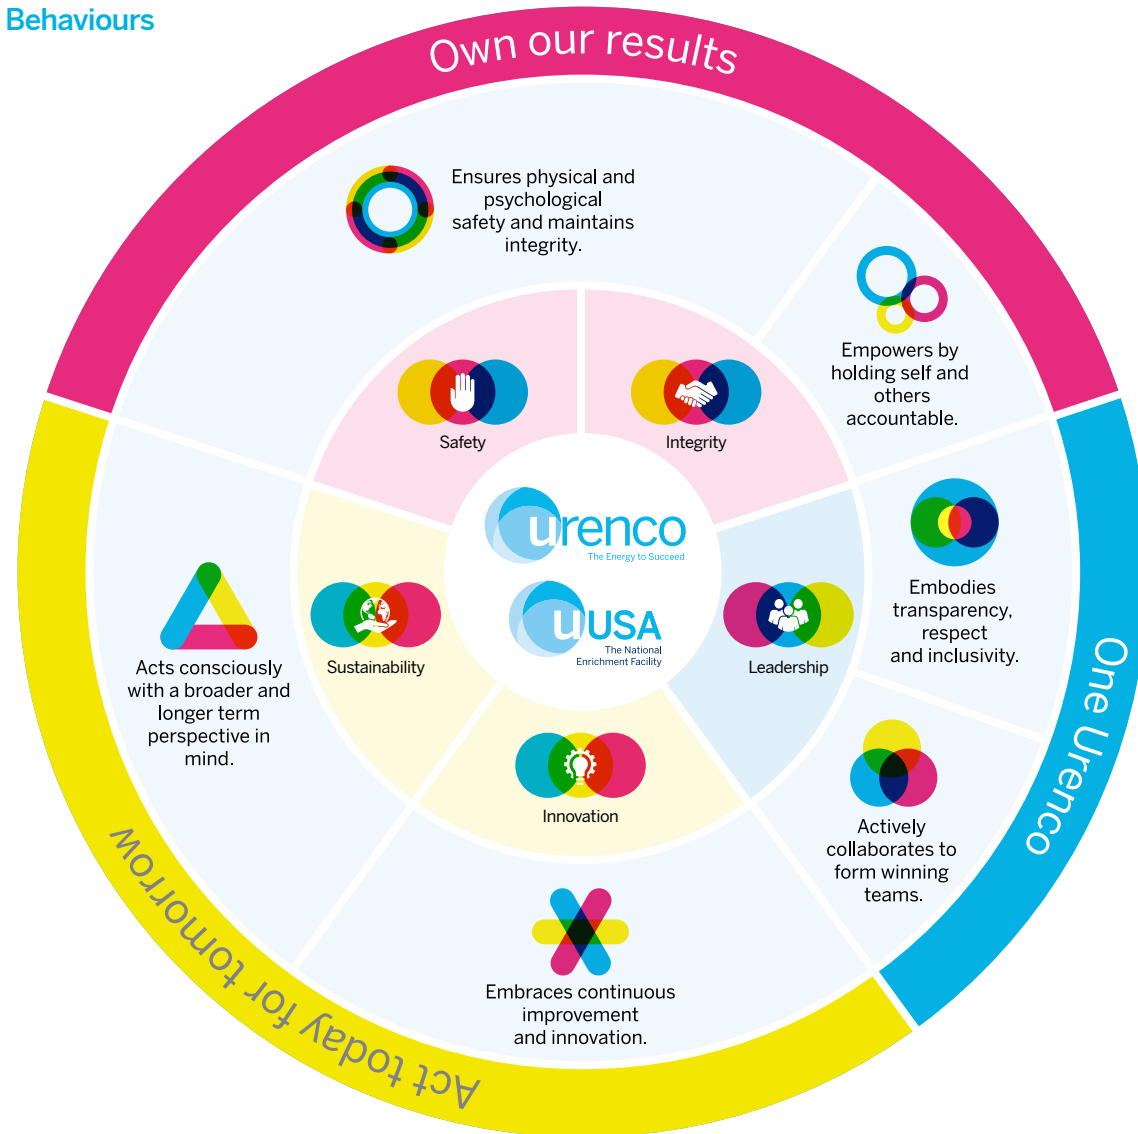 Behaviours
Own our results
Ensures physical and
psychological
safety and maintains
integrity.
Empowers by
holding self and
others
accountable.
Safety
Integrity
urenco
The Energy to Succeed
Embodies
transparency,
respect
and inclusivity.
uUSA
The National
Enrichment Facility
Sustainability
Leadership
Acts consciously
with a broader and
longer term
perspective in
mind.
One Urenco
Innovation
Actively
collaborates to
form winning
teams.
Embraces continuous
improvement
and innovation.
Act today for tomorrow